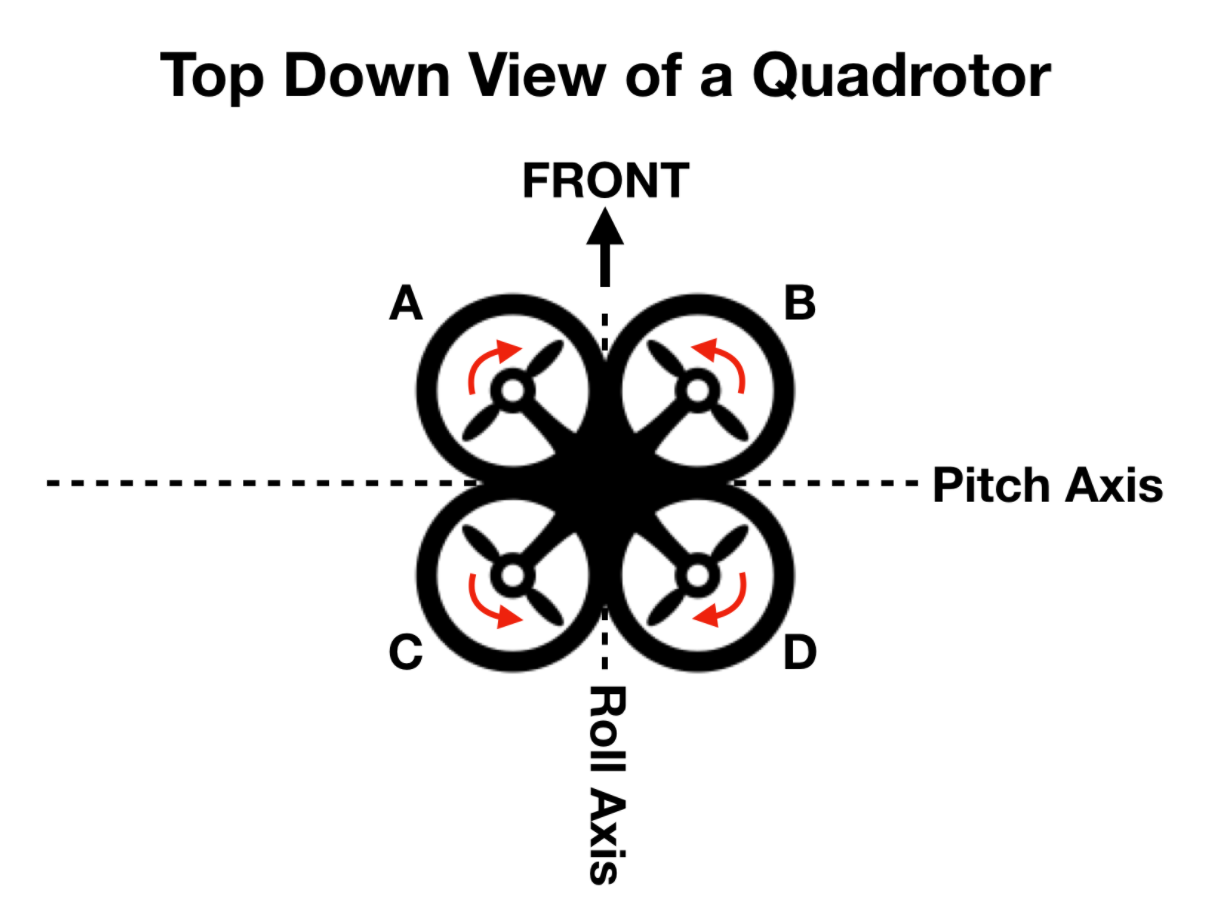 Top Down View of a Quadrotor
FRONT
A
B
Pitch Axis
C
D
Roll Axis